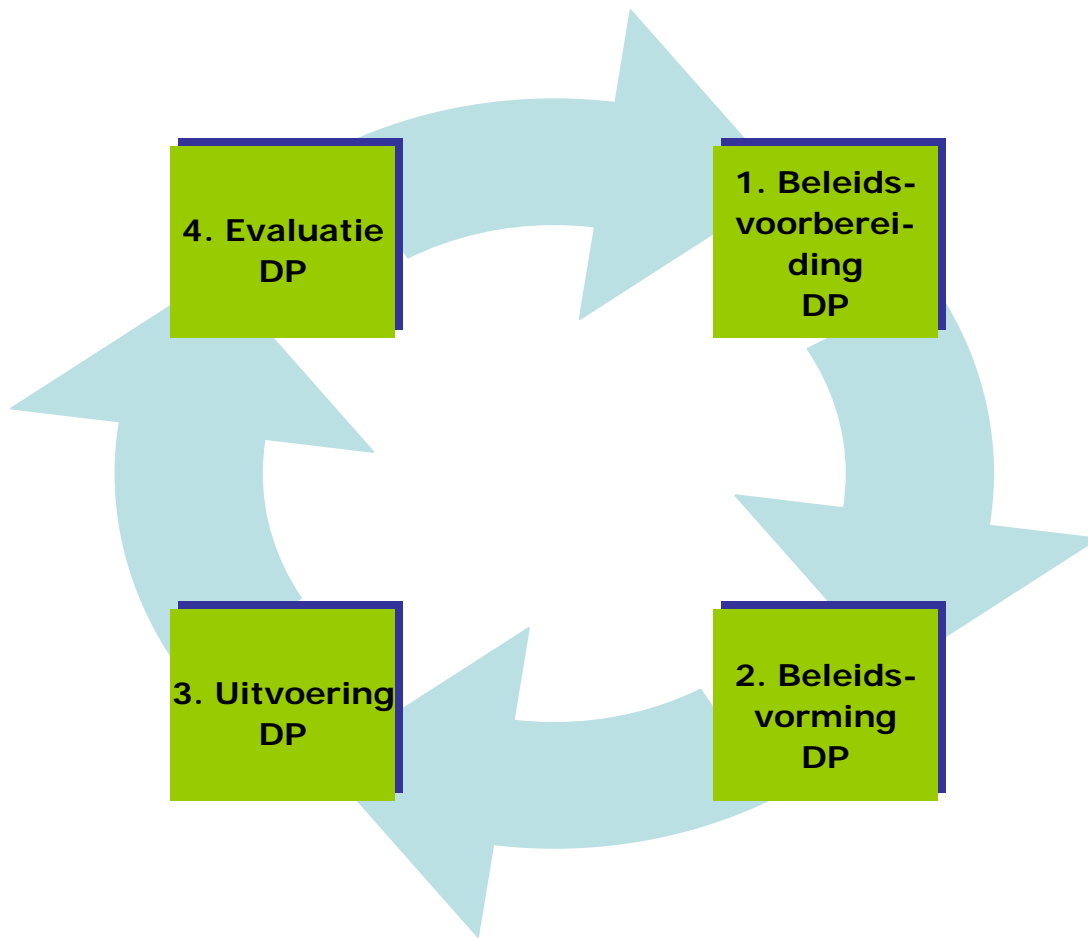 1. Beleids-
voorberei-
ding
DP
2. Beleids-
vorming
DP
3. Uitvoering
DP
4. Evaluatie
DP